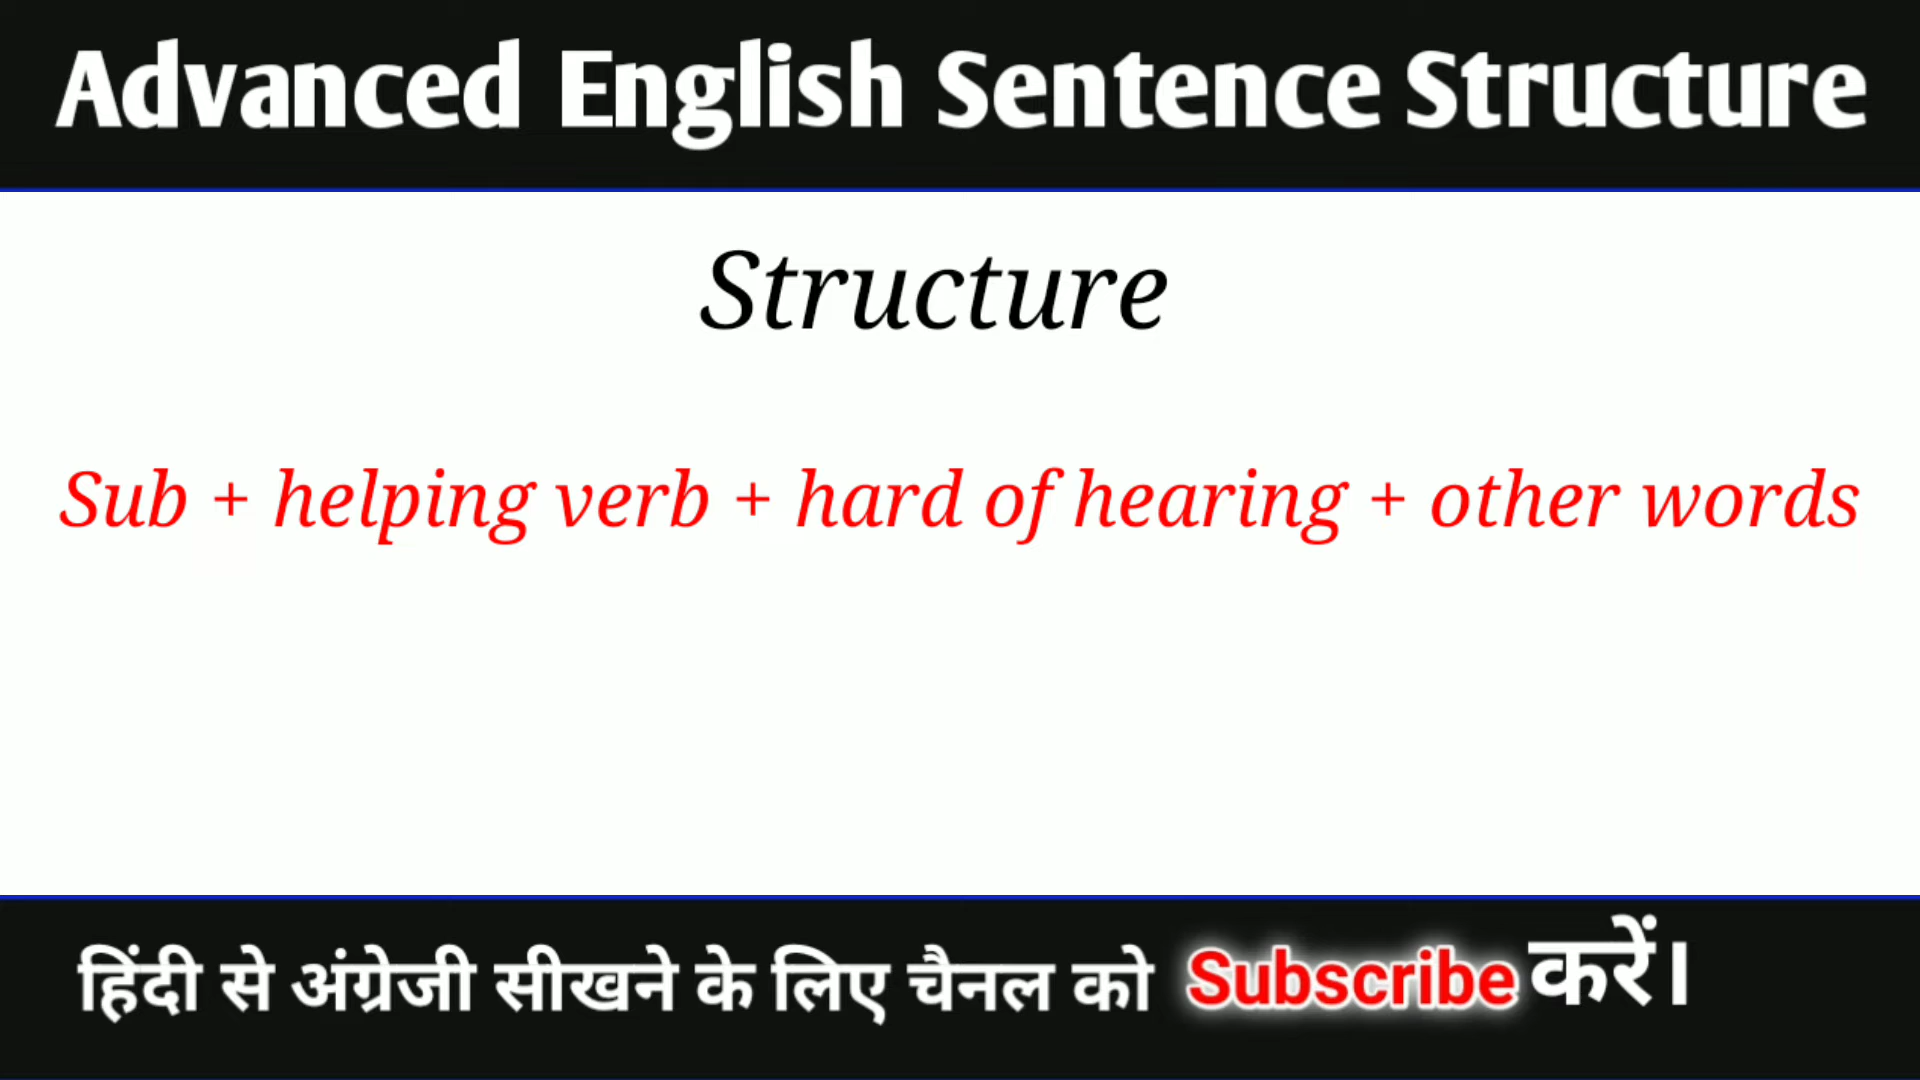 Advanced English Sentence Structure
Structure
Sub + helping verb + hard of hearing + other words
हिंदी से अंग्रेजी सीखने के लिए चैनल को Subscribe करें।